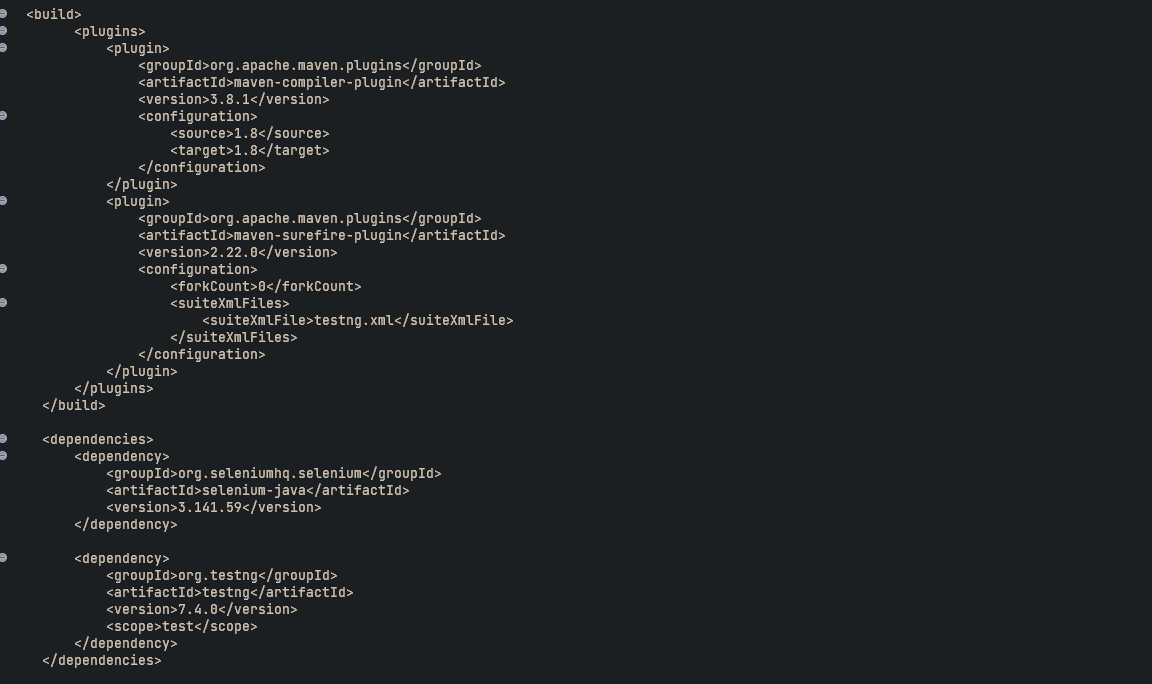 <build>
<plugins>
<plugin>
<groupId>org.apache.maven.plugins</groupId>
<artifactId>maven-compiler-plugin</artifactId>
<version>3.8.1</version>
<configuration>
<source>1.8</source>
<target>1.8</target>
</configuration>
</plugin>
<plugin>
<groupId>org.apache.maven.plugins</groupId>
<artifactId>maven-surefire-plugin</artifactId>
<version>2.22.0</version>
<configuration>
<forkCount>0</forkCount>
<suiteXmlFiles>
<suiteXmlFile>testng.xml</suiteXmlFile>
</suiteXmlFiles>
</configuration>
</plugin>
</plugins>
</build>
<dependencies>
<dependency>
<groupId>org.seleniumhq.selenium</groupId>
<artifactId>selenium-java</artifactId>
<version>3.141.59</version>
</dependency>
<dependency>
<groupId>org.testng</groupId>
<artifactId>testng</artifactId>
<version>7.4.0</version>
<scope>test</scope>
</dependency>
</dependencies>